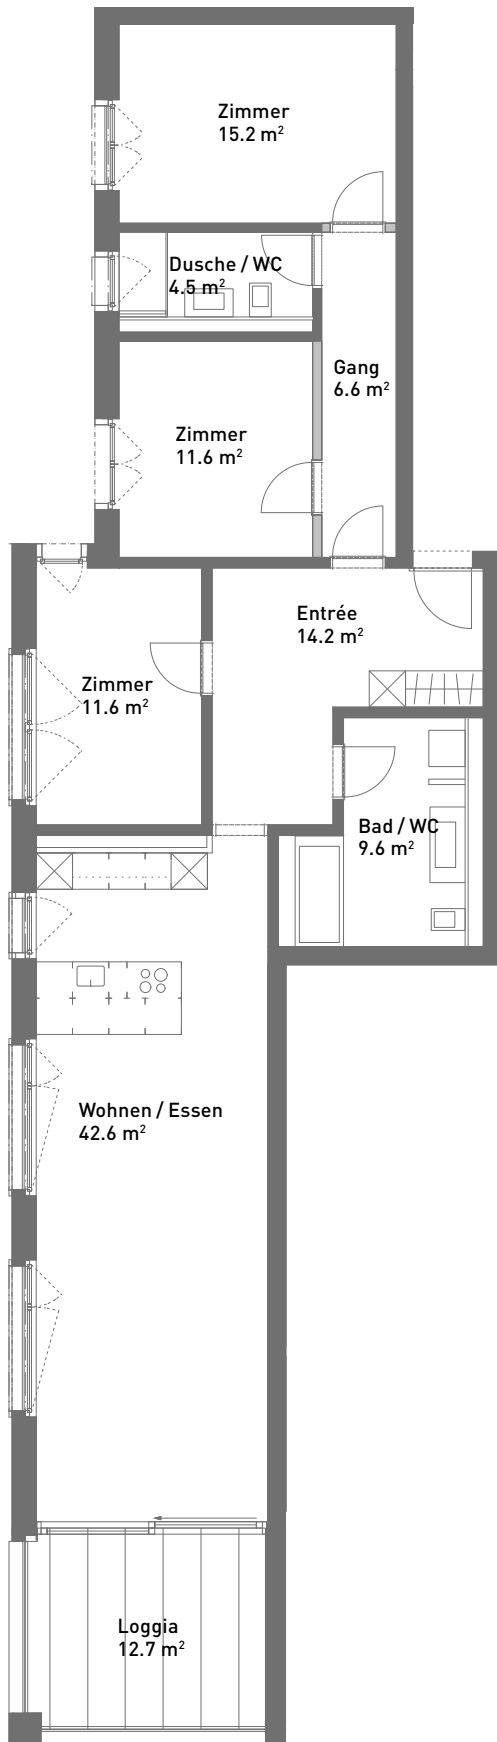 Zimmer
15.2 m²
Dusche / WC
4.5 m²
Gang
6.6 m²
Zimmer
11.6 m²
Entrée
14.2 m²
Zimmer
11.6 m²
Bad / WC
9.6 m²
Wohnen / Essen
42.6 m²
Loggia
12.7 m²